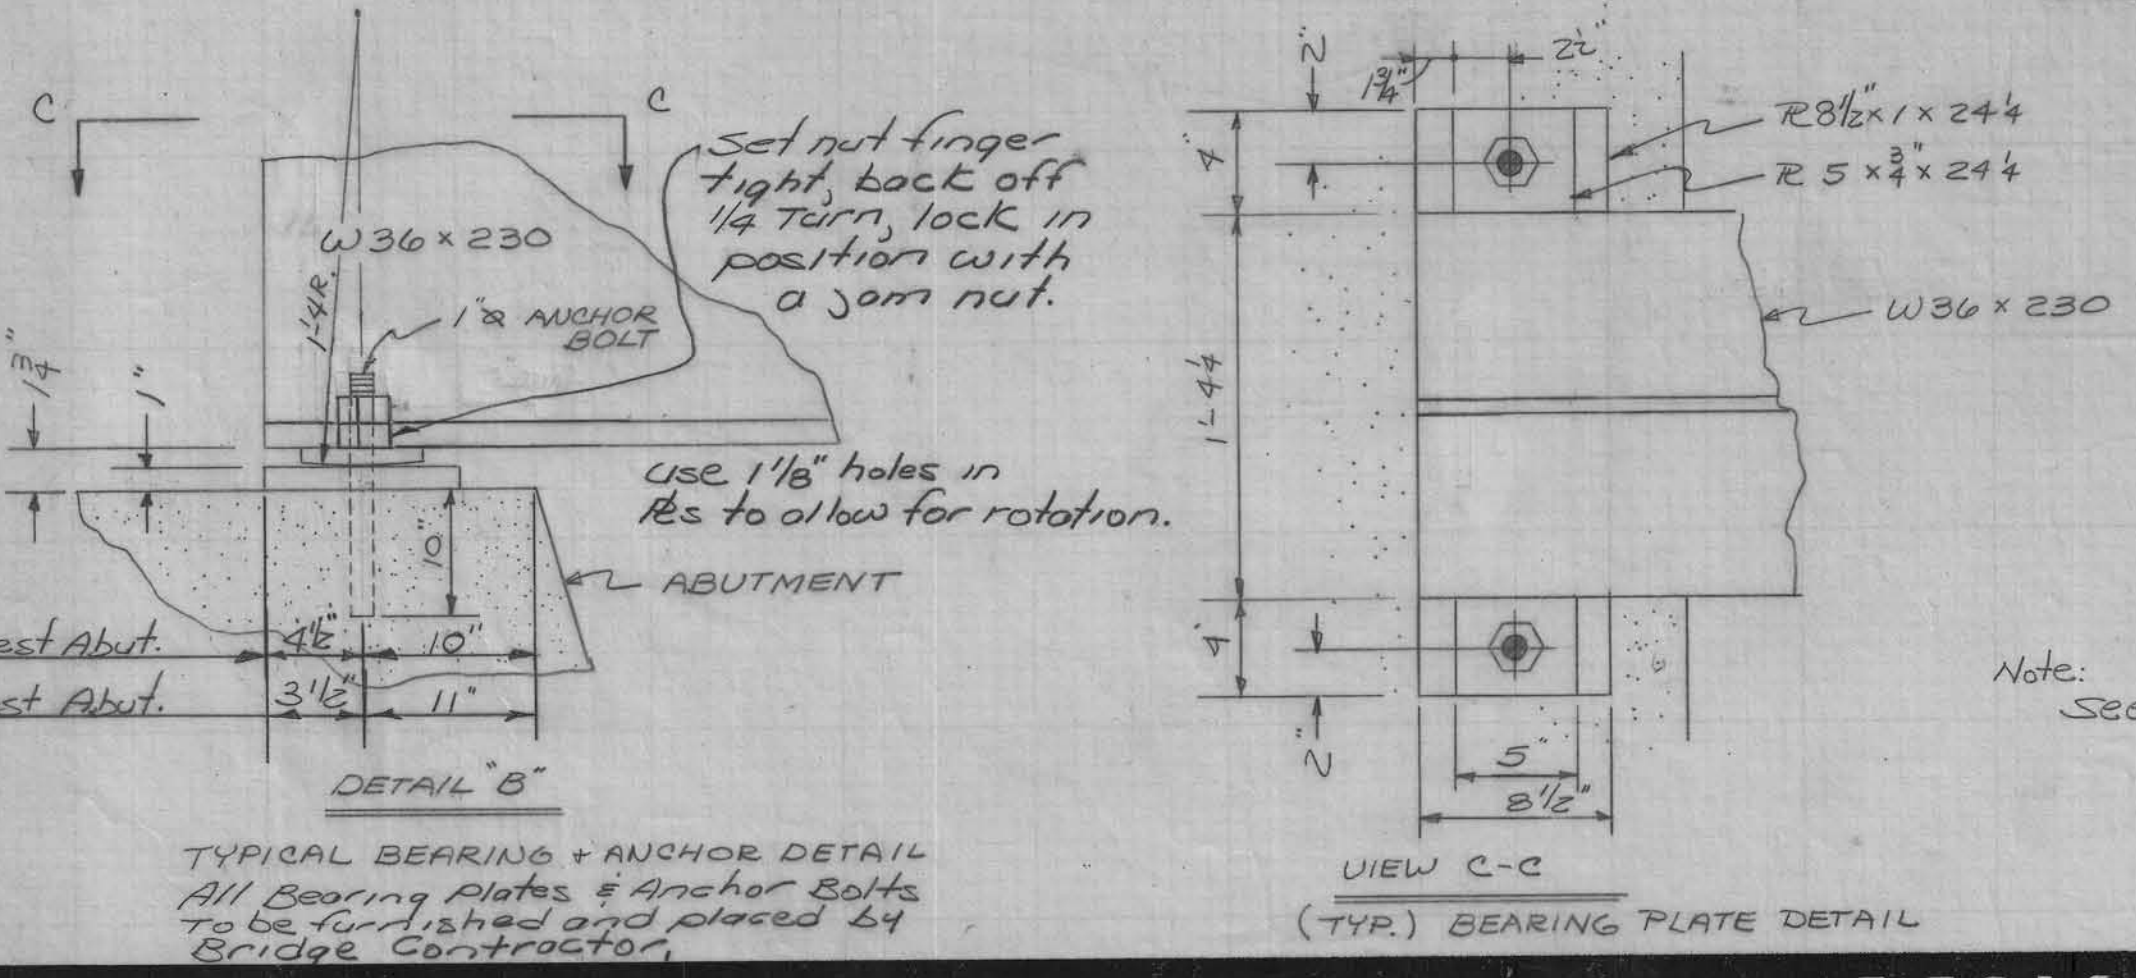 C
C
Set nut finger
tight, back off
1/4 Turn, lock in
position with
a jam nut.
W36 × 230
1'-4R.
1"ø ANCHOR
BOLT
1 3/4"
1"
use 1 1/8" holes in
PLs to allow for rotation.
10"
ABUTMENT
est Abut.
4 1/2"
10"
st Abut.
3 1/2"
11"
DETAIL "B"
TYPICAL BEARING & ANCHOR DETAIL
All Bearing Plates & Anchor Bolts
To be furnished and placed by
Bridge Contractor.
2"
1 3/4"
2 1/2"
4"
PL 8 1/2" × 1 × 24 1/4
PL 5 × 3/4" × 24 1/4
W36 × 230
1'-4 1/4
4"
2"
5"
8 1/2"
VIEW C-C
(TYP.) BEARING PLATE DETAIL
Note:
See